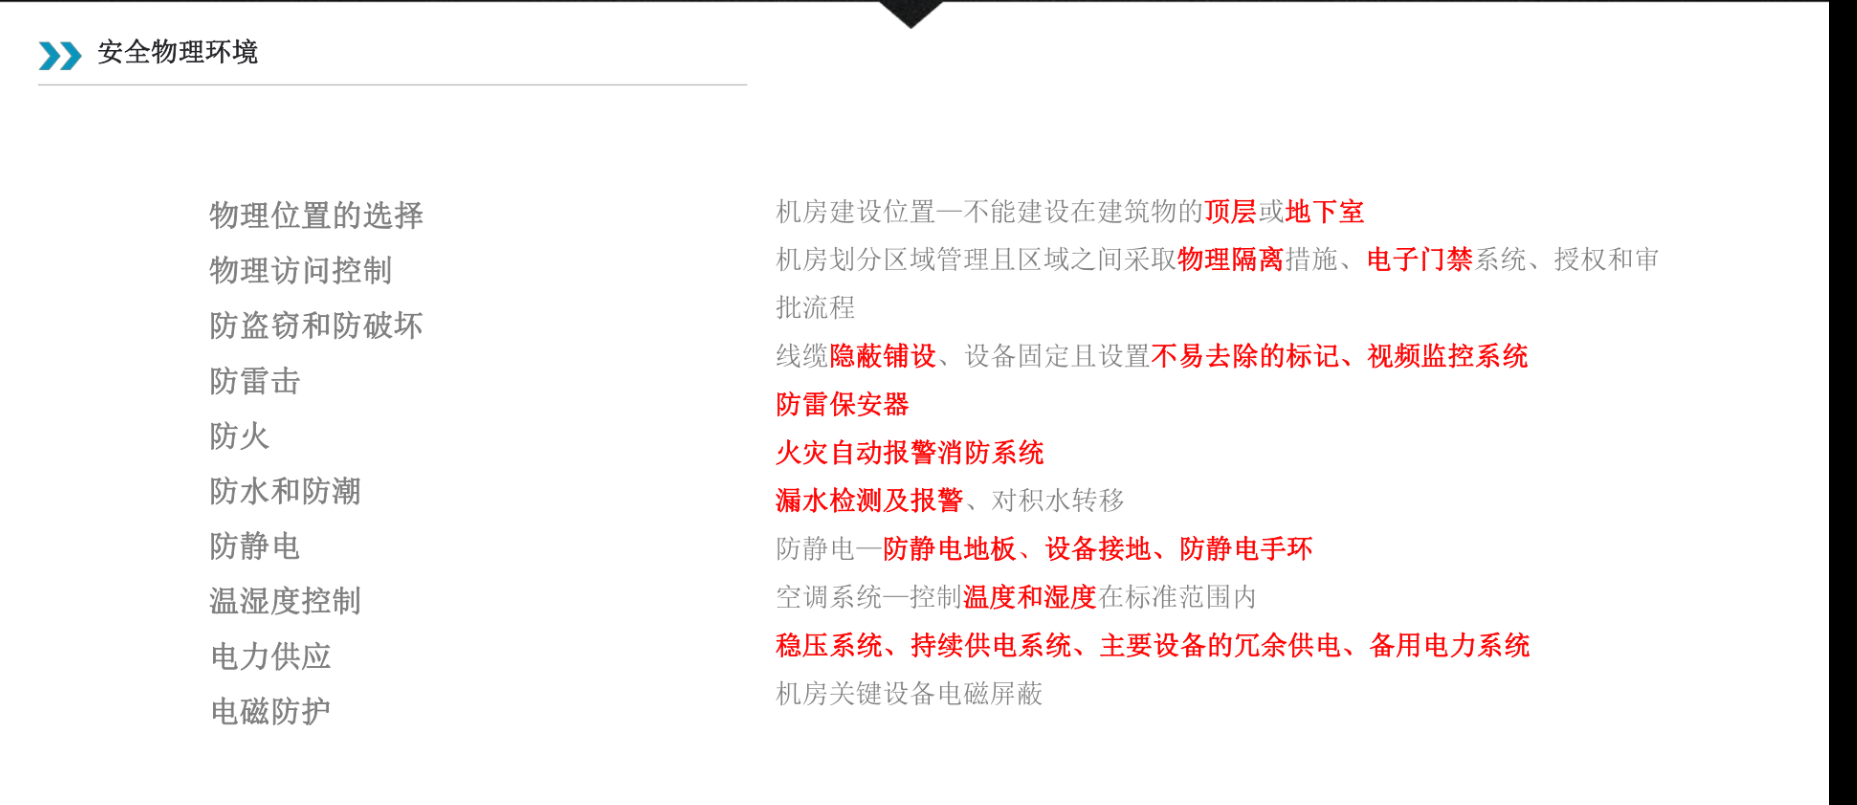 安全物理环境
物理位置的选择
物理访问控制
防盗窃和防破坏
防雷击
防火
防水和防潮
防静电
温湿度控制
电力供应
电磁防护
机房建设位置—不能建设在建筑物的顶层或地下室
机房划分区域管理且区域之间采取物理隔离措施、电子门禁系统、授权和审
批流程
线缆隐蔽铺设、设备固定且设置不易去除的标记、视频监控系统
防雷保安器
火灾自动报警消防系统
漏水检测及报警、对积水转移
防静电—防静电地板、设备接地、防静电手环
空调系统—控制温度和湿度在标准范围内
稳压系统、持续供电系统、主要设备的冗余供电、备用电力系统
机房关键设备电磁屏蔽